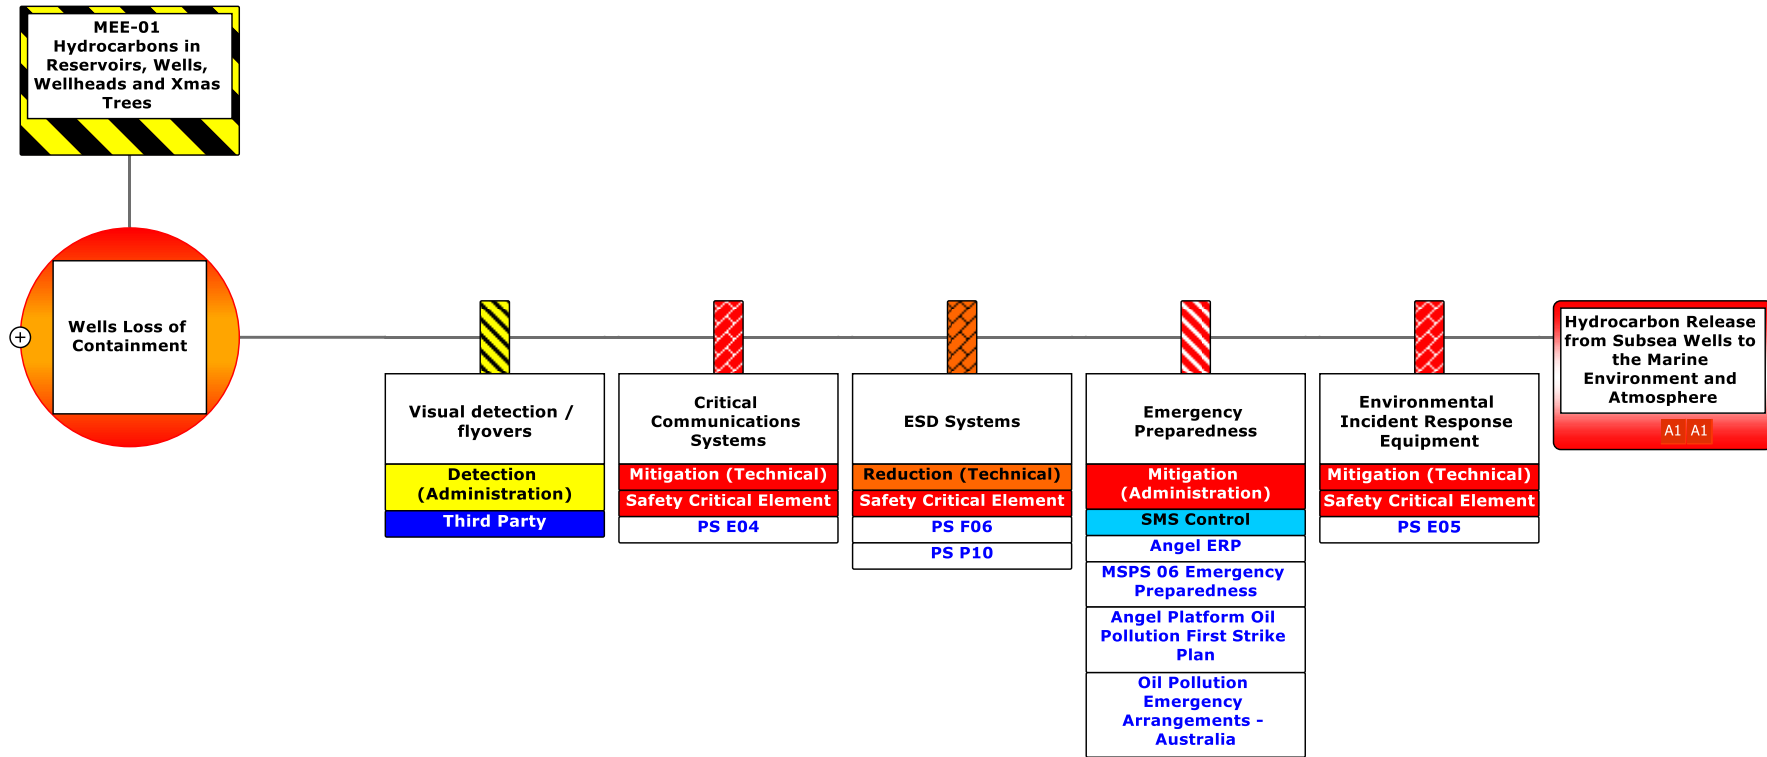 MEE-01
Hydrocarbons in
Reservoirs, Wells,
Wellheads and Xmas
Trees
Wells Loss of
Containment
+
Visual detection /
flyovers
Detection
(Administration)
Third Party
Critical
Communications
Systems
Mitigation (Technical)
Safety Critical Element
PS E04
ESD Systems
Reduction (Technical)
Safety Critical Element
PS F06
PS P10
Emergency
Preparedness
Mitigation
(Administration)
SMS Control
Angel ERP
MSPS 06 Emergency
Preparedness
Angel Platform Oil
Pollution First Strike
Plan
Oil Pollution
Emergency
Arrangements -
Australia
Environmental
Incident Response
Equipment
Mitigation (Technical)
Safety Critical Element
PS E05
Hydrocarbon Release
from Subsea Wells to
the Marine
Environment and
Atmosphere
A1 A1